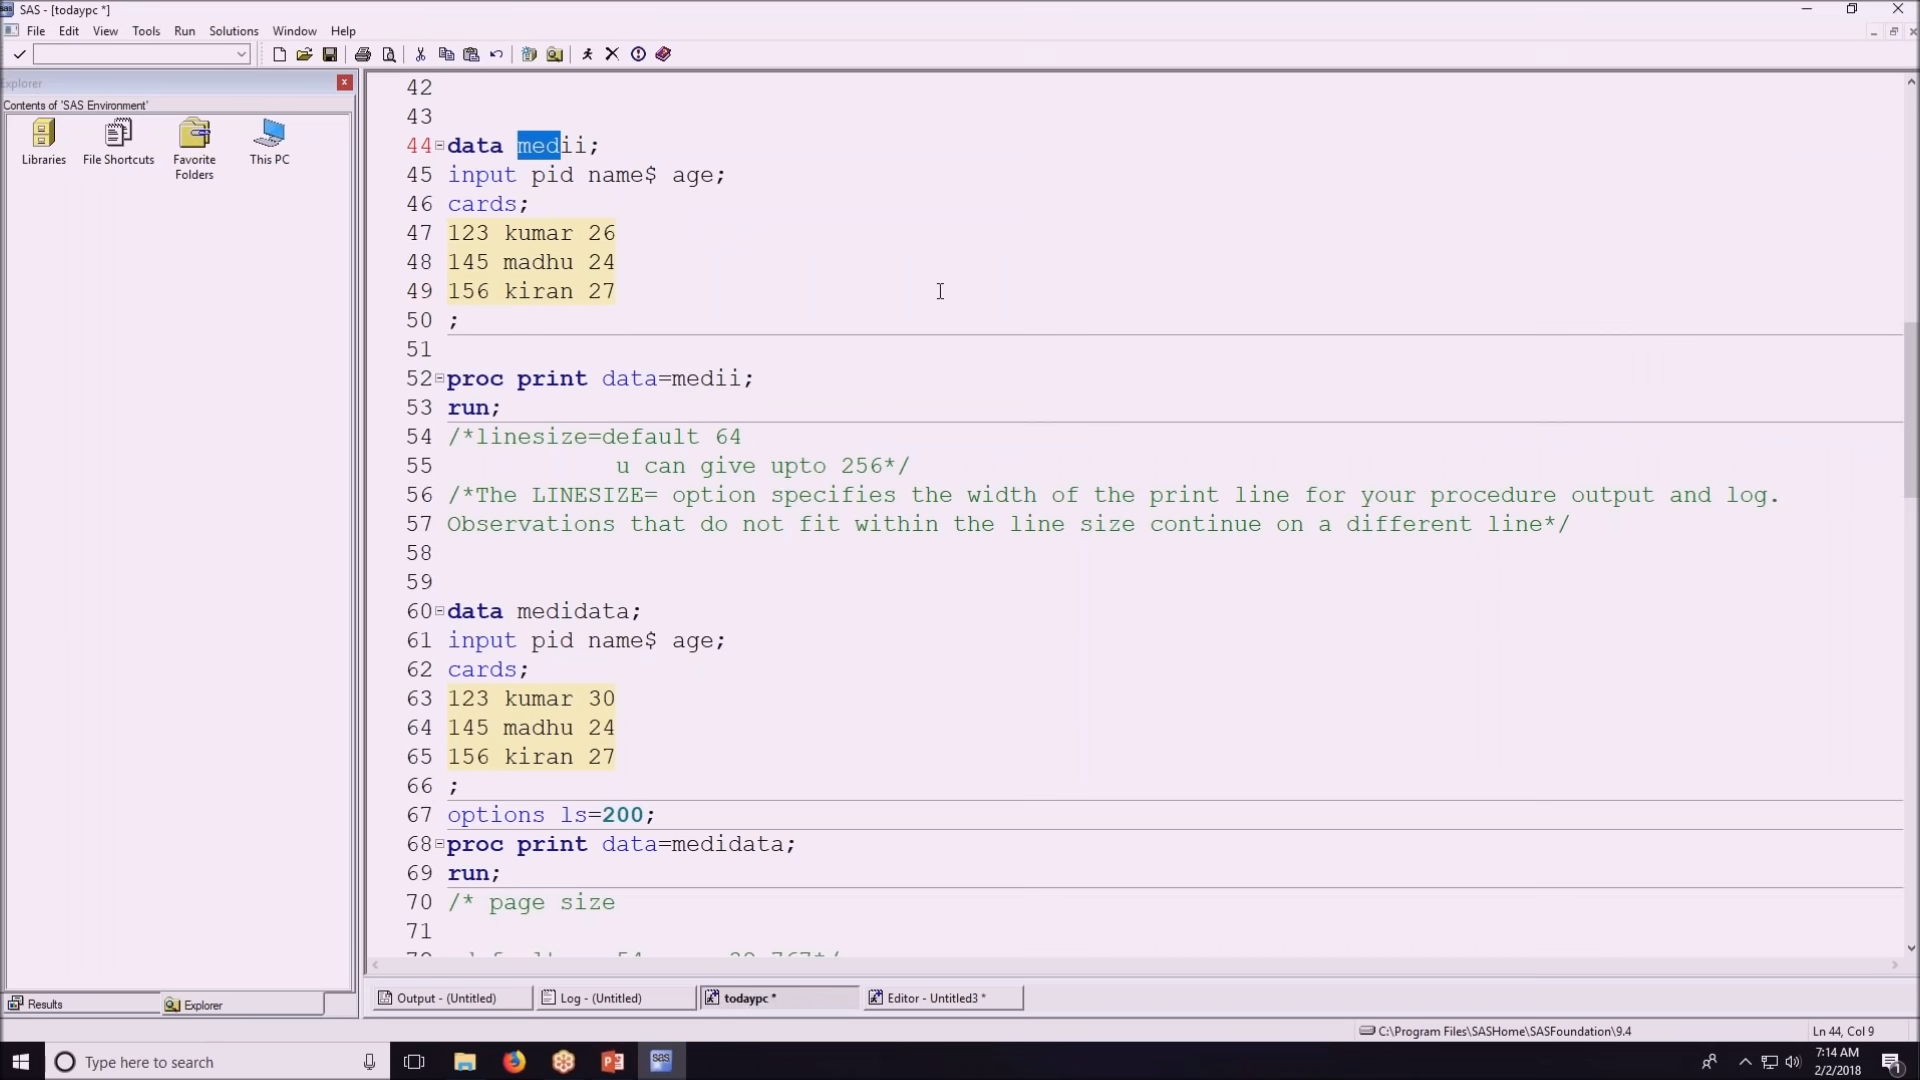 SAS - [todaypc *]
File Edit View Tools Run Solutions Window Help
Explorer
Contents of 'SAS Environment'
Libraries
File Shortcuts
Favorite Folders
This PC
42
43
44 data medii;
45 input pid name$ age;
46 cards;
47 123 kumar 26
48 145 madhu 24
49 156 kiran 27
50 ;
51
52 proc print data=medii;
53 run;
54 /*linesize=default 64
55 u can give upto 256*/
56 /*The LINESIZE= option specifies the width of the print line for your procedure output and log.
57 Observations that do not fit within the line size continue on a different line*/
58
59
60 data medidata;
61 input pid name$ age;
62 cards;
63 123 kumar 30
64 145 madhu 24
65 156 kiran 27
66 ;
67 options ls=200;
68 proc print data=medidata;
69 run;
70 /* page size
71
Results
Explorer
Output - (Untitled)
Log - (Untitled)
todaypc *
Editor - Untitled3 *
C:\Program Files\SASHome\SASFoundation\9.4
Ln 44, Col 9
Type here to search
sas
7:14 AM
2/2/2018
1